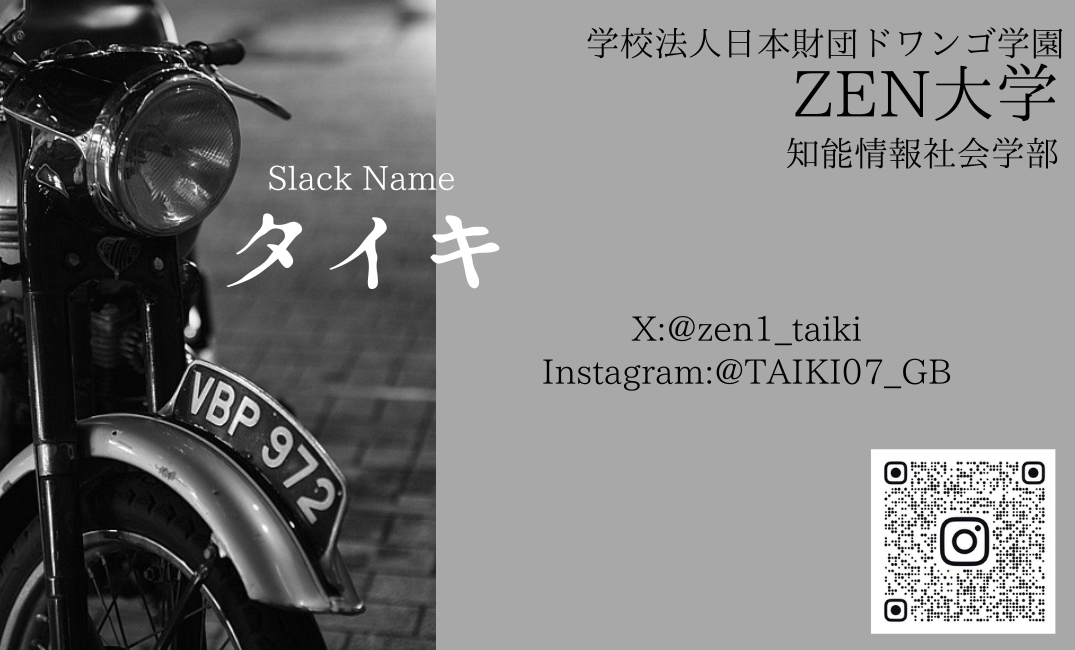 学校法人日本財団ドワンゴ学園
ZEN大学
知能情報社会学部
Slack Name
タイキ
X:@zen1_taiki
Instagram:@TAIKI07_GB
VBP 972